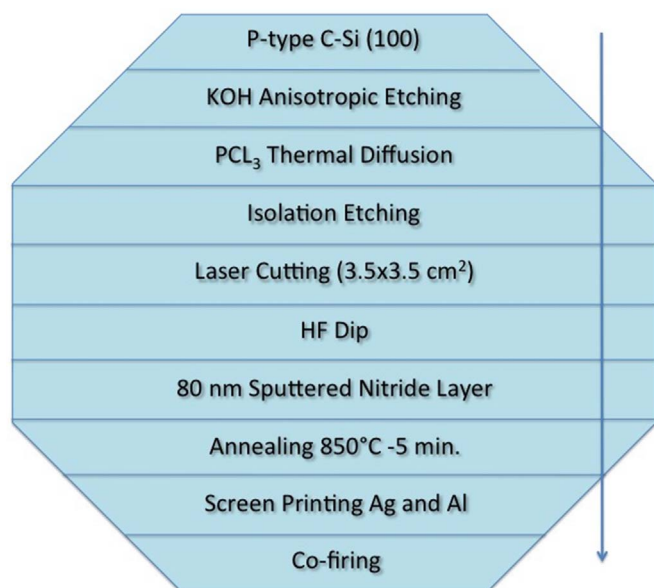 P-type C-Si (100)
KOH Anisotropic Etching
PCL₃ Thermal Diffusion
Isolation Etching
Laser Cutting (3.5x3.5 cm²)
HF Dip
80 nm Sputtered Nitride Layer
Annealing 850°C -5 min.
Screen Printing Ag and Al
Co-firing